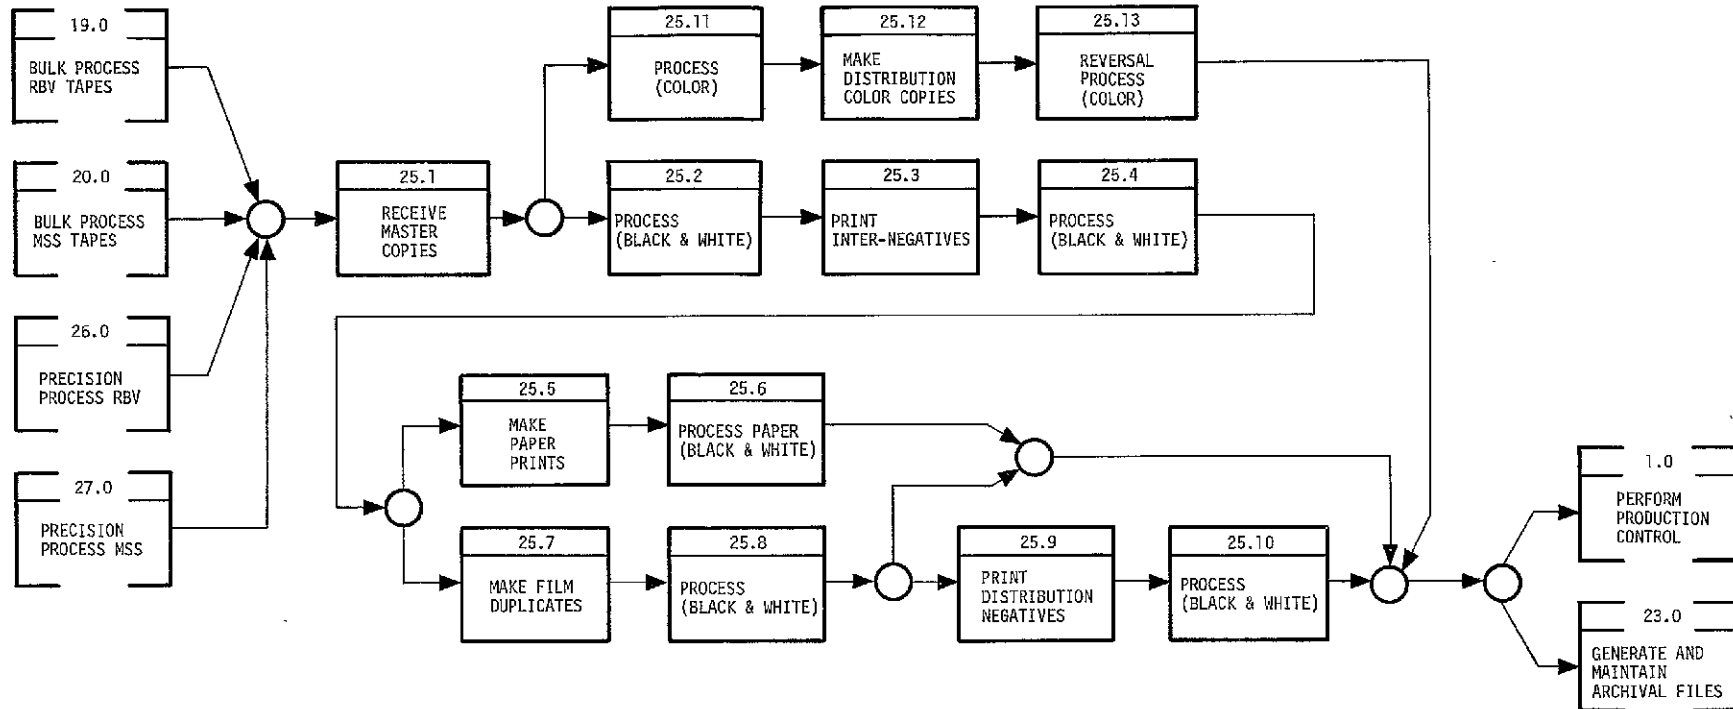 19.0
BULK PROCESS
RBV TAPES
20.0
BULK PROCESS
MSS TAPES
26.0
PRECISION
PROCESS RBV
27.0
PRECISION
PROCESS MSS
25.1
RECEIVE
MASTER
COPIES
25.11
PROCESS
(COLOR)
25.12
MAKE
DISTRIBUTION
COLOR COPIES
25.13
REVERSAL
PROCESS
(COLOR)
25.2
PROCESS
(BLACK & WHITE)
25.3
PRINT
INTER-NEGATIVES
25.4
PROCESS
(BLACK & WHITE)
25.5
MAKE
PAPER
PRINTS
25.6
PROCESS PAPER
(BLACK & WHITE)
25.7
MAKE FILM
DUPLICATES
25.8
PROCESS
(BLACK & WHITE)
25.9
PRINT
DISTRIBUTION
NEGATIVES
25.10
PROCESS
(BLACK & WHITE)
1.0
PERFORM
PRODUCTION
CONTROL
23.0
GENERATE AND
MAINTAIN
ARCHIVAL FILES